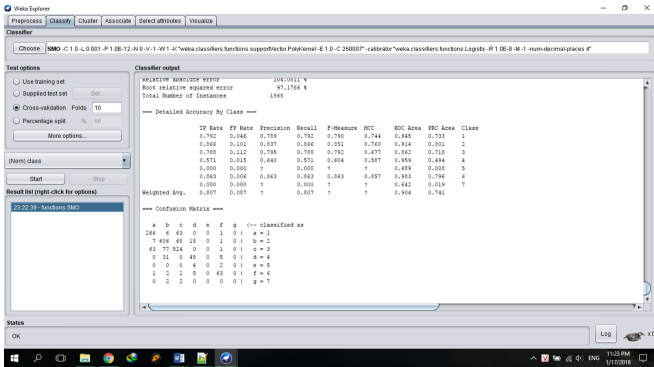 Weka Explorer
Preprocess Classify Cluster Associate Select attributes Visualize
Classifier
Choose SMO -C 1.0 -L 0.001 -P 1.0E-12 -N 0 -V -1 -W 1 -K "weka.classifiers.functions.supportVector.PolyKernel -E 1.0 -C 250007" -calibrator "weka.classifiers.functions.Logistic -R 1.0E-8 -M -1 -num-decimal-places 4"
Test options
Use training set
Supplied test set Set...
Cross-validation Folds 10
Percentage split % 66
More options...
(Nom) class
Start Stop
Result list (right-click for options)
23:22:39 - functions.SMO
Classifier output
Relative absolute error 104.0811 %
Root relative squared error 97.1786 %
Total Number of Instances 1868
=== Detailed Accuracy By Class ===
TP Rate FP Rate Precision Recall F-Measure MCC ROC Area PRC Area Class
0.792 0.046 0.789 0.792 0.790 0.744 0.945 0.733 1
0.866 0.101 0.837 0.866 0.851 0.760 0.914 0.801 2
0.788 0.112 0.795 0.788 0.792 0.677 0.862 0.718 3
0.571 0.015 0.640 0.571 0.604 0.587 0.959 0.494 4
0.000 0.000 ? 0.000 ? ? 0.689 0.008 5
0.863 0.006 0.863 0.863 0.863 0.857 0.983 0.796 6
0.000 0.000 ? 0.000 ? ? 0.642 0.019 7
Weighted Avg. 0.807 0.087 ? 0.807 ? ? 0.904 0.741
=== Confusion Matrix ===
a b c d e f g <-- classified as
266 6 63 0 0 1 0 | a = 1
7 606 68 18 0 1 0 | b = 2
63 77 524 0 0 1 0 | c = 3
0 31 0 48 0 5 0 | d = 4
0 0 0 4 0 2 0 | e = 5
1 2 2 5 0 63 0 | f = 6
0 2 2 0 0 0 0 | g = 7
Status
OK
Log
x 0
ENG
11:23 PM
1/17/2018